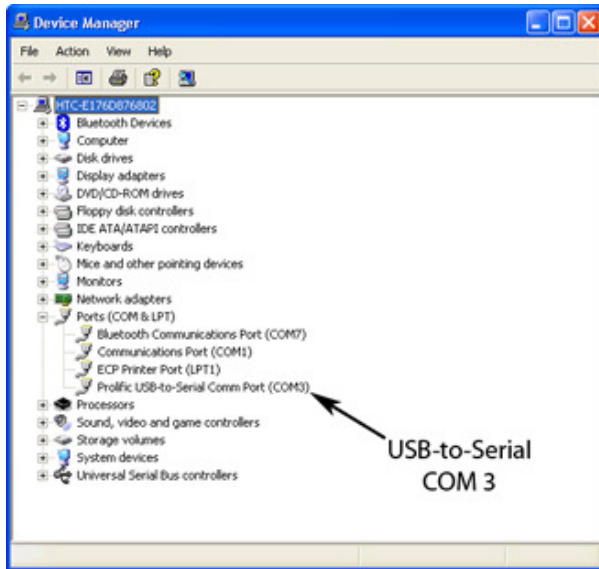 Device Manager
File Action View Help
HTC-E176D876802
Bluetooth Devices
Computer
Disk drives
Display adapters
DVD/CD-ROM drives
Floppy disk controllers
IDE ATA/ATAPI controllers
Keyboards
Mice and other pointing devices
Monitors
Network adapters
Ports (COM & LPT)
Bluetooth Communications Port (COM7)
Communications Port (COM1)
ECP Printer Port (LPT1)
Prolific USB-to-Serial Comm Port (COM3)
Processors
Sound, video and game controllers
Storage volumes
System devices
Universal Serial Bus controllers
USB-to-Serial
COM 3